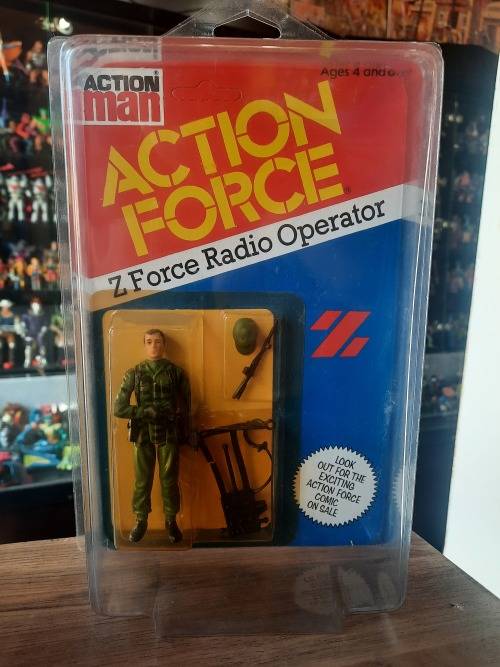 ACTION
man
Ages 4 and over
ACTION
FORCE
Z Force Radio Operator
Z
LOOK
OUT FOR THE
EXCITING
ACTION FORCE
COMIC
ON SALE